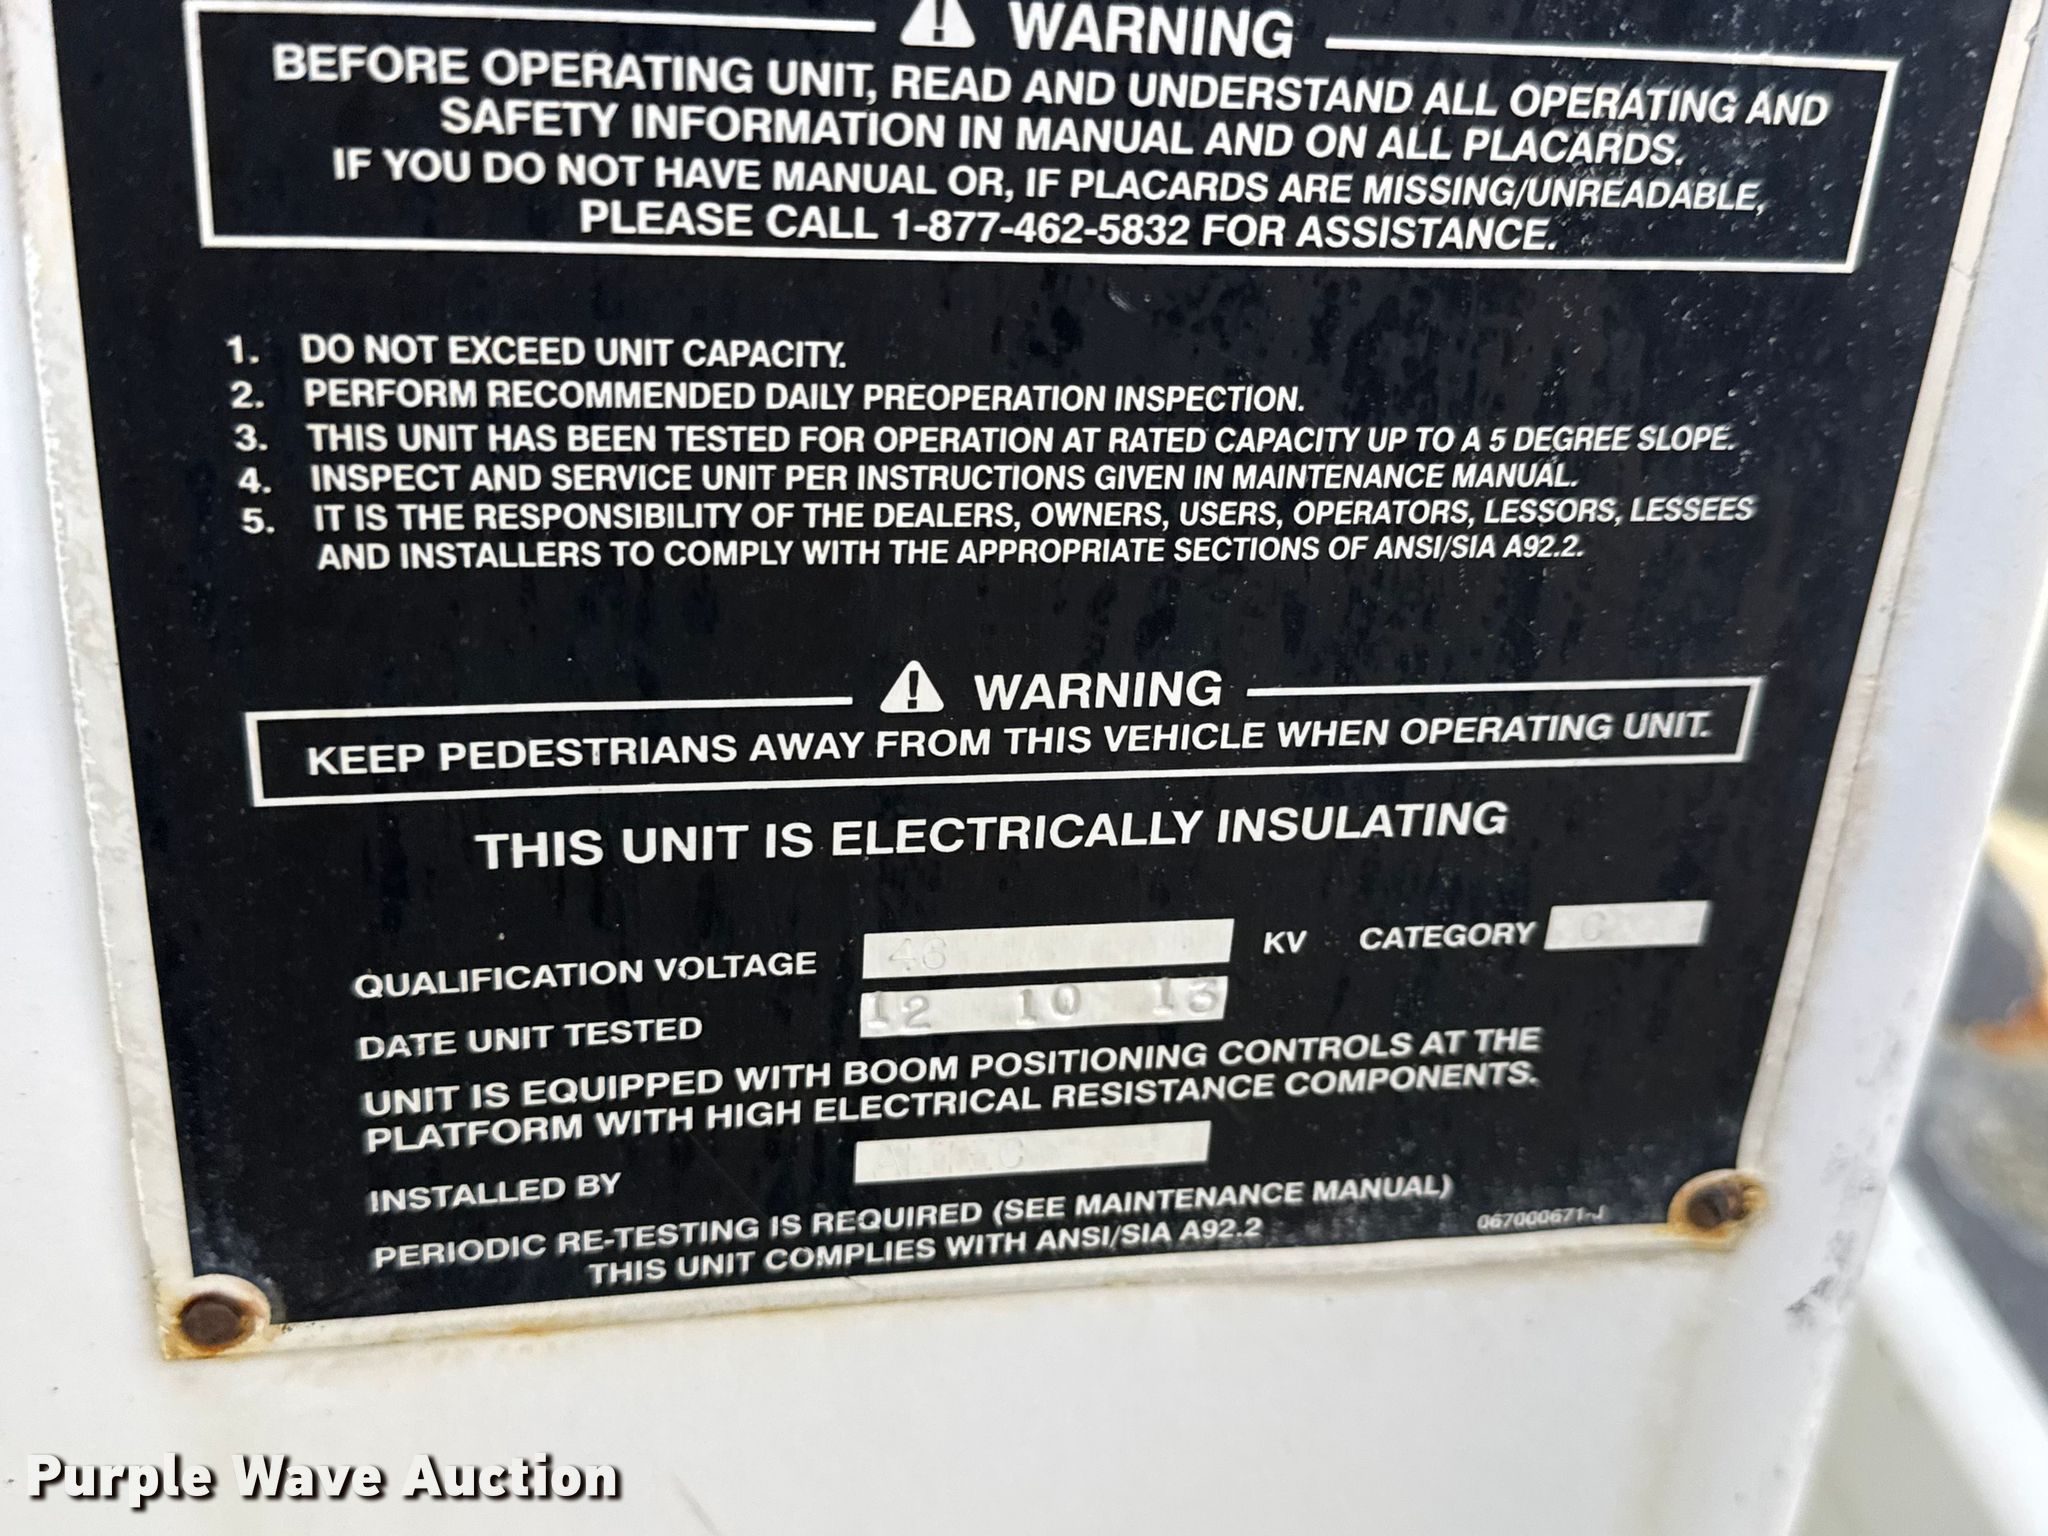 WARNING
BEFORE OPERATING UNIT, READ AND UNDERSTAND ALL OPERATING AND
SAFETY INFORMATION IN MANUAL AND ON ALL PLACARDS.
IF YOU DO NOT HAVE MANUAL OR, IF PLACARDS ARE MISSING/UNREADABLE,
PLEASE CALL 1-877-462-5832 FOR ASSISTANCE.
1. DO NOT EXCEED UNIT CAPACITY.
2. PERFORM RECOMMENDED DAILY PREOPERATION INSPECTION.
3. THIS UNIT HAS BEEN TESTED FOR OPERATION AT RATED CAPACITY UP TO A 5 DEGREE SLOPE.
4. INSPECT AND SERVICE UNIT PER INSTRUCTIONS GIVEN IN MAINTENANCE MANUAL.
5. IT IS THE RESPONSIBILITY OF THE DEALERS, OWNERS, USERS, OPERATORS, LESSORS, LESSEES
AND INSTALLERS TO COMPLY WITH THE APPROPRIATE SECTIONS OF ANSI/SIA A92.2.
WARNING
KEEP PEDESTRIANS AWAY FROM THIS VEHICLE WHEN OPERATING UNIT.
THIS UNIT IS ELECTRICALLY INSULATING
QUALIFICATION VOLTAGE 46 KV CATEGORY C
DATE UNIT TESTED 12 10 13
UNIT IS EQUIPPED WITH BOOM POSITIONING CONTROLS AT THE
PLATFORM WITH HIGH ELECTRICAL RESISTANCE COMPONENTS.
INSTALLED BY
PERIODIC RE-TESTING IS REQUIRED (SEE MAINTENANCE MANUAL)
THIS UNIT COMPLIES WITH ANSI/SIA A92.2
067000671-J
Purple Wave Auction